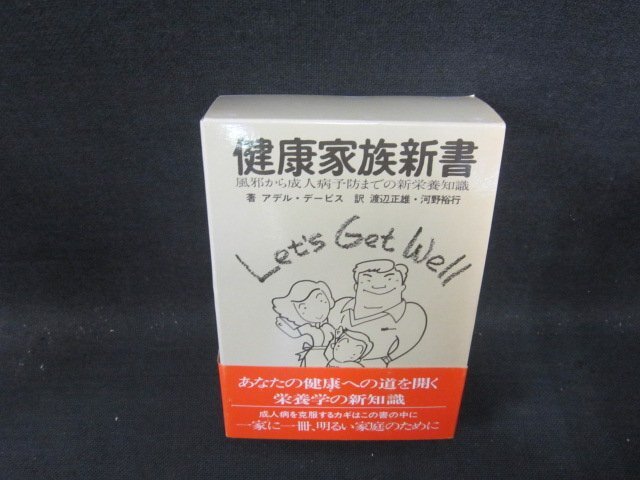 健康家族新書
風邪から成人病予防までの新栄養知識
著 アデル・デービス 訳 渡辺正雄・河野裕行
Let's Get Well
あなたの健康への道を開く
栄養学の新知識
成人病を克服するカギはこの書の中に
一家に一冊、明るい家庭のために